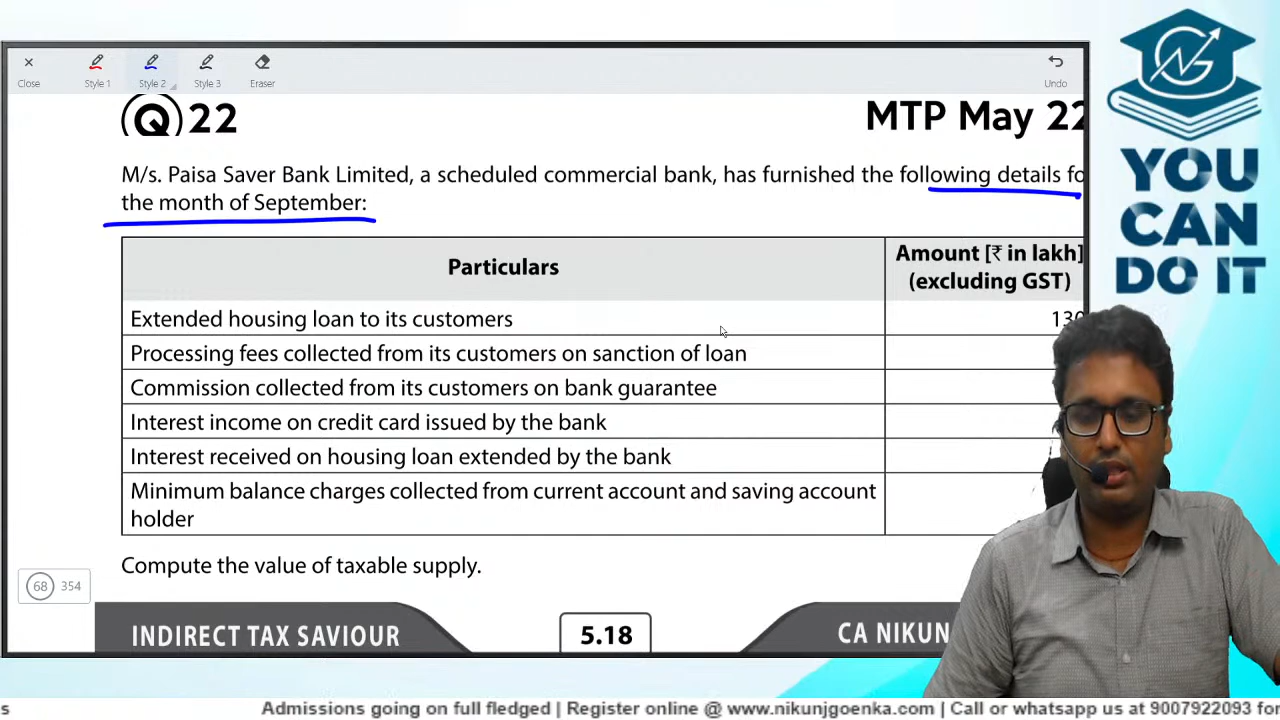 Close
Style 1
Style 2
Style 3
Eraser
Undo
Q 22
MTP May 22
M/s. Paisa Saver Bank Limited, a scheduled commercial bank, has furnished the following details fo
the month of September:
Particulars
Amount [₹ in lakh]
(excluding GST)
Extended housing loan to its customers
130
Processing fees collected from its customers on sanction of loan
Commission collected from its customers on bank guarantee
Interest income on credit card issued by the bank
Interest received on housing loan extended by the bank
Minimum balance charges collected from current account and saving account
holder
Compute the value of taxable supply.
68 354
INDIRECT TAX SAVIOUR
5.18
CA NIKUN
YOU
CAN
DO IT
s Admissions going on full fledged | Register online @ www.nikunjgoenka.com | Call or whatsapp us at 9007922093 for